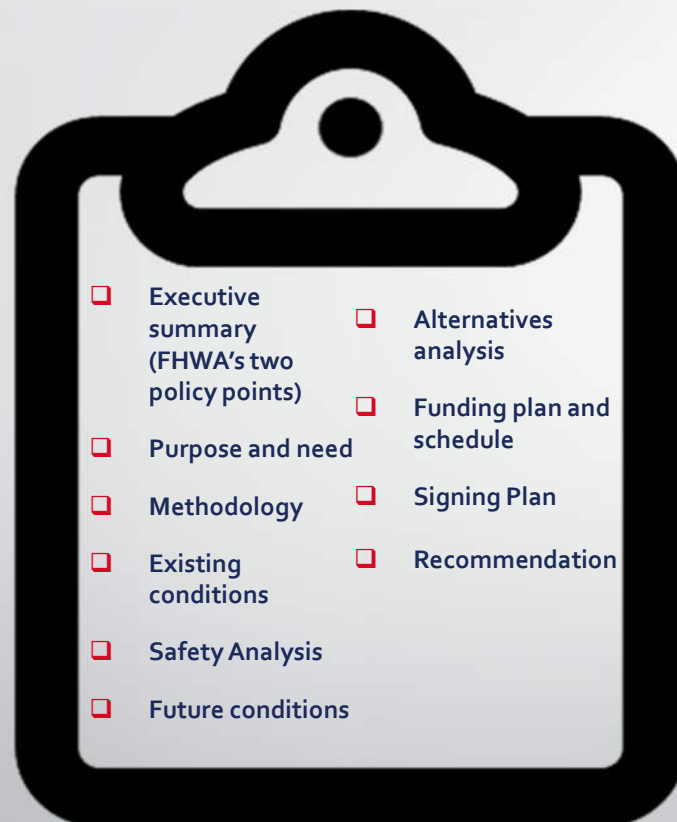 Executive
summary
(FHWA's two
policy points)
Purpose and need
Methodology
Existing
conditions
Safety Analysis
Future conditions
Alternatives
analysis
Funding plan and
schedule
Signing Plan
Recommendation